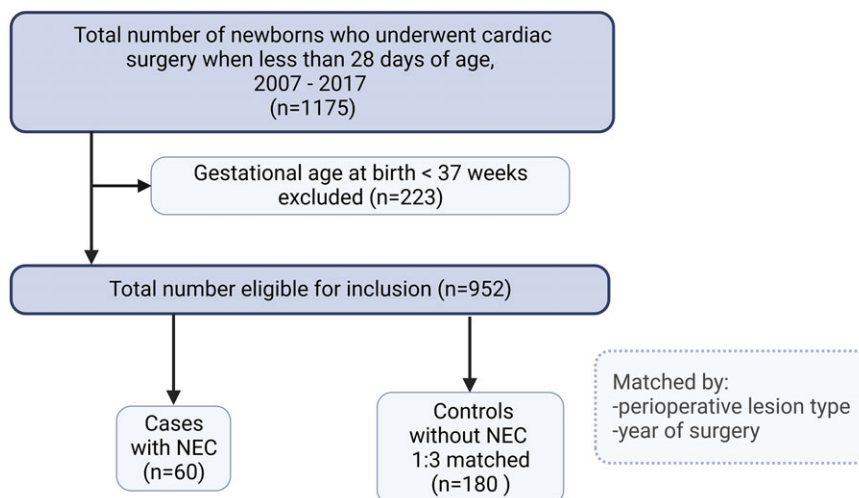 Total number of newborns who underwent cardiac
surgery when less than 28 days of age,
2007 - 2017
(n=1175)
Gestational age at birth < 37 weeks
excluded (n=223)
Total number eligible for inclusion (n=952)
Cases
with NEC
(n=60)
Controls
without NEC
1:3 matched
(n=180 )
Matched by:
-perioperative lesion type
-year of surgery